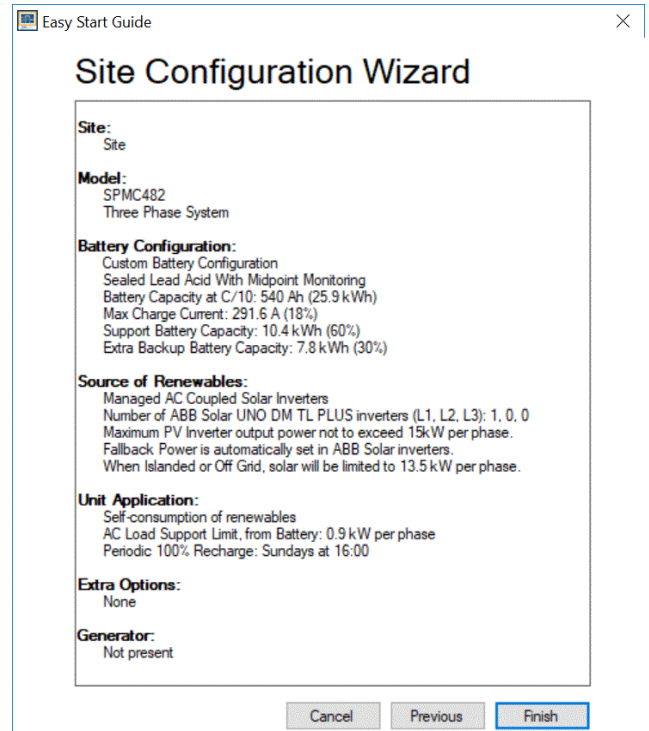 Easy Start Guide
Site Configuration Wizard
Site:
Site
Model:
SPMC482
Three Phase System
Battery Configuration:
Custom Battery Configuration
Sealed Lead Acid With Midpoint Monitoring
Battery Capacity at C/10: 540 Ah (25.9 kWh)
Max Charge Current: 291.6 A (18%)
Support Battery Capacity: 10.4 kWh (60%)
Extra Backup Battery Capacity: 7.8 kWh (30%)
Source of Renewables:
Managed AC Coupled Solar Inverters
Number of ABB Solar UNO DM TL PLUS inverters (L1, L2, L3): 1, 0, 0
Maximum PV Inverter output power not to exceed 15kW per phase.
Fallback Power is automatically set in ABB Solar inverters.
When Islanded or Off Grid, solar will be limited to 13.5 kW per phase.
Unit Application:
Self-consumption of renewables
AC Load Support Limit, from Battery: 0.9 kW per phase
Periodic 100% Recharge: Sundays at 16:00
Extra Options:
None
Generator:
Not present
Cancel Previous Finish